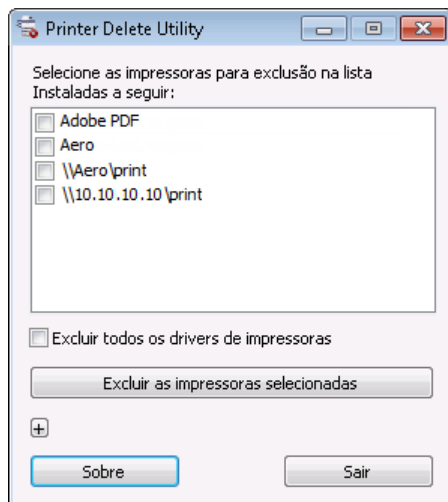 Printer Delete Utility
Selecione as impressoras para exclusão na lista
Instaladas a seguir:
Adobe PDF
Aero
\\Aero\print
\\10.10.10.10\print
Excluir todos os drivers de impressoras
Excluir as impressoras selecionadas
Sobre
Sair